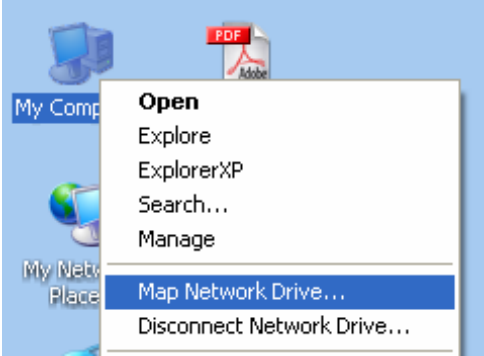 PDF
Adobe
My Comp
Open
Explore
ExplorerXP
Search...
Manage
My Netw
Place
Map Network Drive...
Disconnect Network Drive...